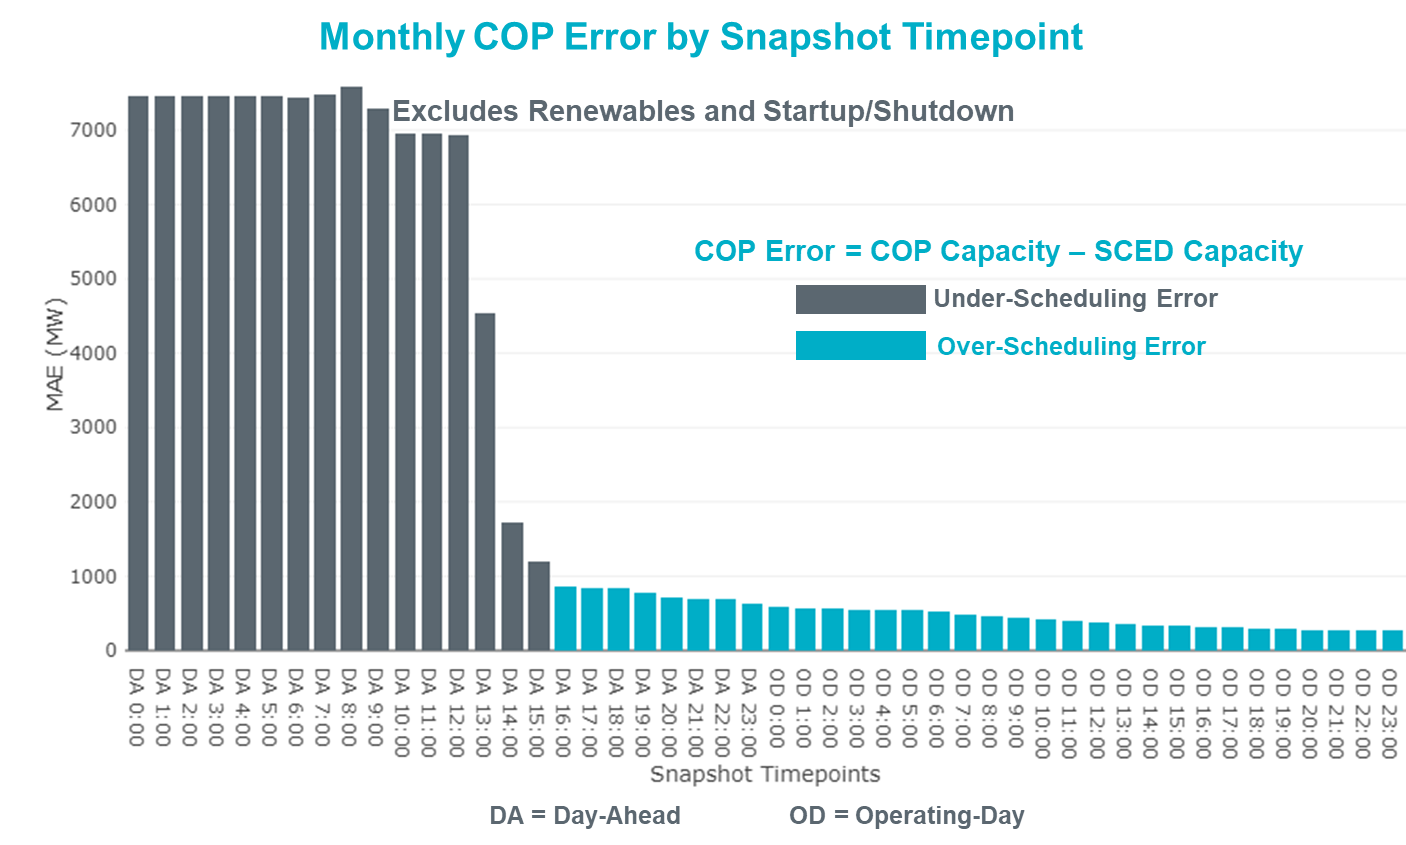 Monthly COP Error by Snapshot Timepoint
Excludes Renewables and Startup/Shutdown
COP Error = COP Capacity – SCED Capacity
Under-Scheduling Error
Over-Scheduling Error
MAE (MW)
7000
6000
5000
4000
3000
2000
1000
0
DA 0:00
DA 1:00
DA 2:00
DA 3:00
DA 4:00
DA 5:00
DA 6:00
DA 7:00
DA 8:00
DA 9:00
DA 10:00
DA 11:00
DA 12:00
DA 13:00
DA 14:00
DA 15:00
DA 16:00
DA 17:00
DA 18:00
DA 19:00
DA 20:00
DA 21:00
DA 22:00
DA 23:00
OD 0:00
OD 1:00
OD 2:00
OD 3:00
OD 4:00
OD 5:00
OD 6:00
OD 7:00
OD 8:00
OD 9:00
OD 10:00
OD 11:00
OD 12:00
OD 13:00
OD 14:00
OD 15:00
OD 16:00
OD 17:00
OD 18:00
OD 19:00
OD 20:00
OD 21:00
OD 22:00
OD 23:00
Snapshot Timepoints
DA = Day-Ahead
OD = Operating-Day